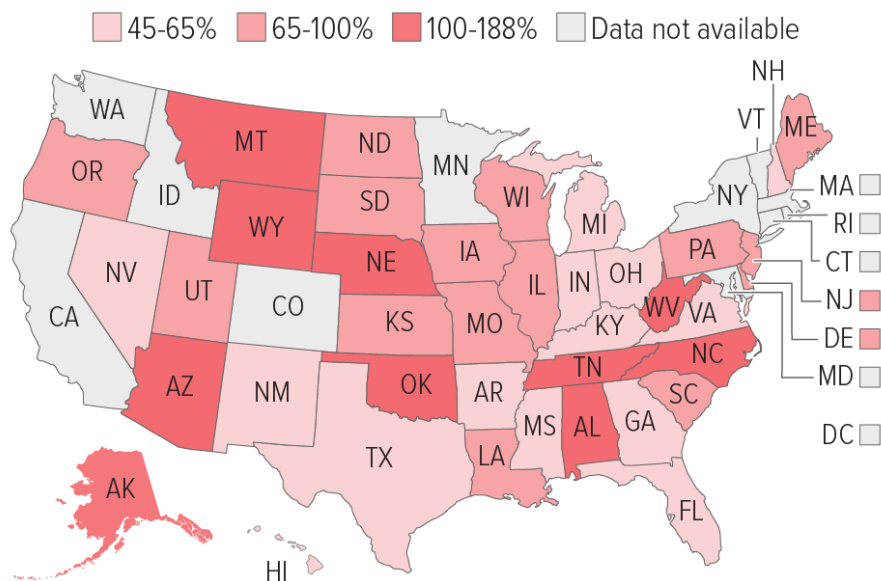 45-65% 65-100% 100-188% Data not available
NH
WA
VT
ME
MT
ND
OR
MN
MA
ID
SD
WI
NY
RI
WY
MI
CT
IA
PA
NE
NV
OH
NJ
UT
IL
IN
CO
WV
VA
CA
KS
MO
KY
DE
NC
MD
TN
AZ
OK
NM
AR
SC
MS
AL
GA
DC
TX
LA
AK
FL
HI